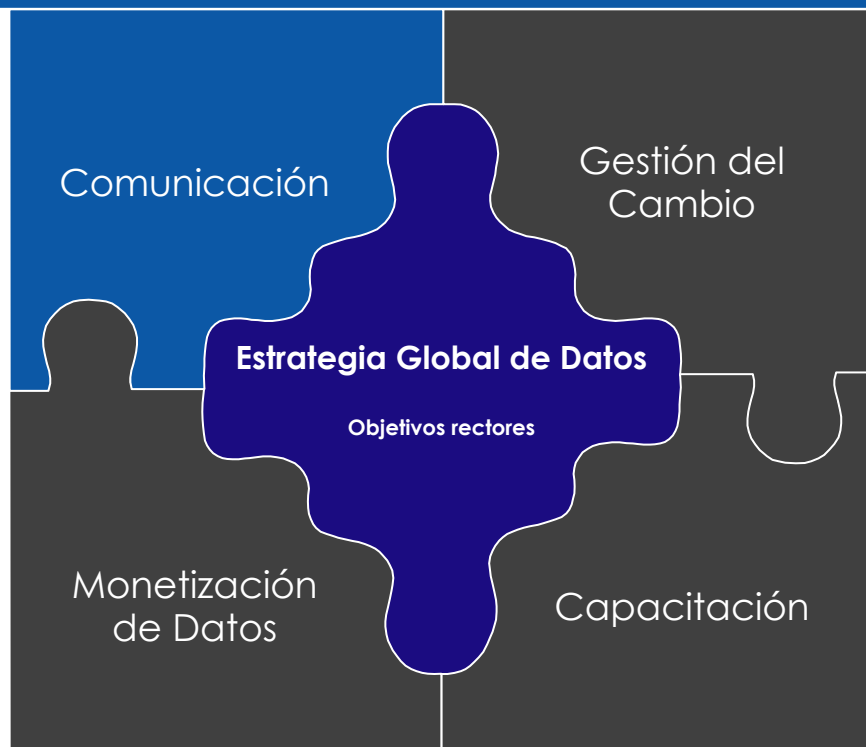 Comunicación
Gestión del
Cambio
Estrategia Global de Datos
Objetivos rectores
Monetización
de Datos
Capacitación